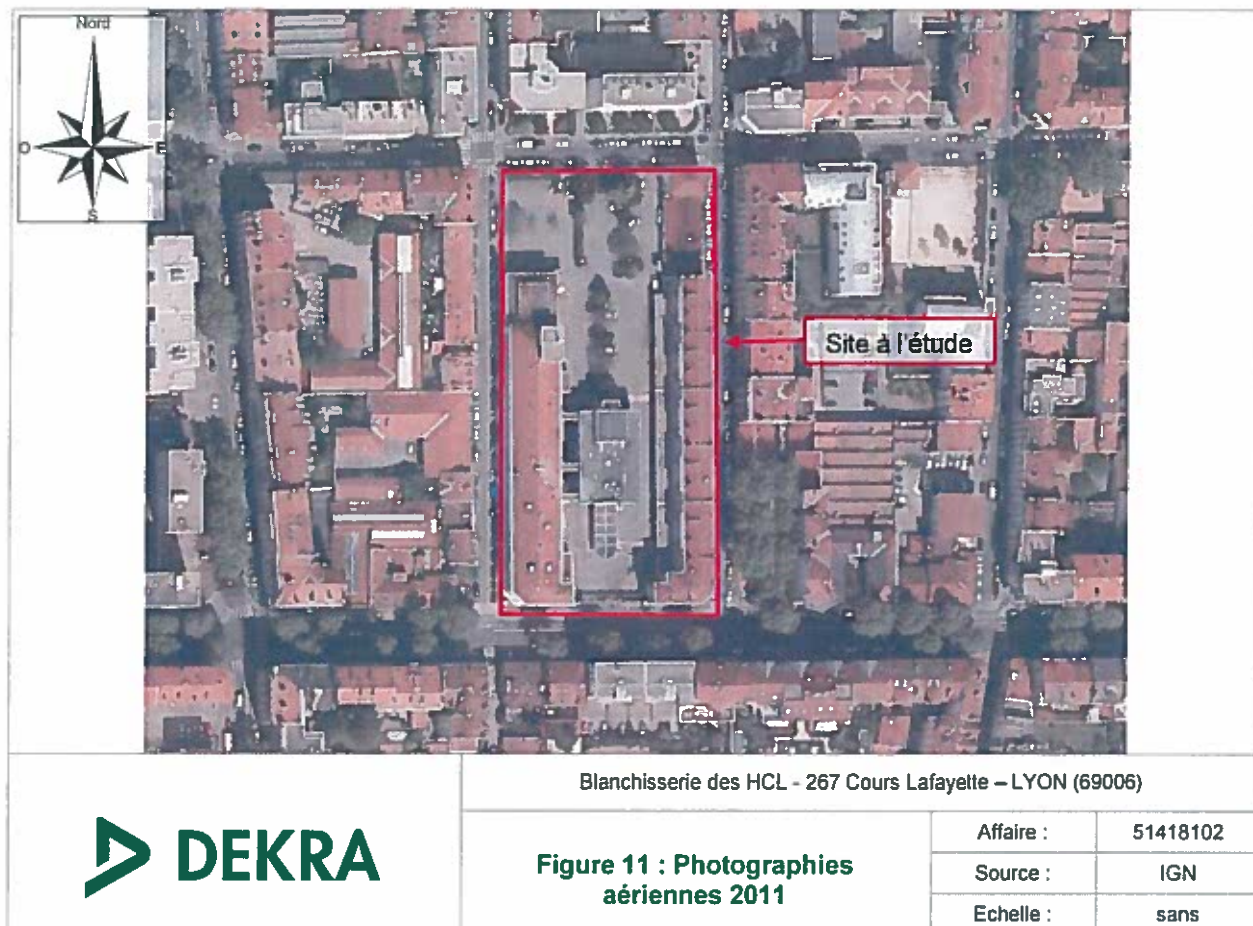 Nord
O
E
S
Site à l'étude
Blanchisserie des HCL - 267 Cours Lafayette – LYON (69006)
DEKRA
Figure 11 : Photographies
aériennes 2011
Affaire :
51418102
Source :
IGN
Echelle :
sans